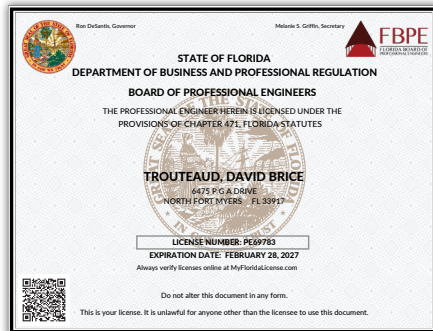 Ron DeSantis, Governor
Melanie S. Griffin, Secretary
FBPE
FLORIDA BOARD OF
PROFESSIONAL ENGINEERS
STATE OF FLORIDA
DEPARTMENT OF BUSINESS AND PROFESSIONAL REGULATION
BOARD OF PROFESSIONAL ENGINEERS
THE PROFESSIONAL ENGINEER HEREIN IS LICENSED UNDER THE
PROVISIONS OF CHAPTER 471, FLORIDA STATUTES
TROUTEAUD, DAVID BRICE
6475 P G A DRIVE
NORTH FORT MYERS FL 33917
LICENSE NUMBER: PE69783
EXPIRATION DATE: FEBRUARY 28, 2027
Always verify licenses online at MyFloridaLicense.com
Do not alter this document in any form.
This is your license. It is unlawful for anyone other than the licensee to use this document.